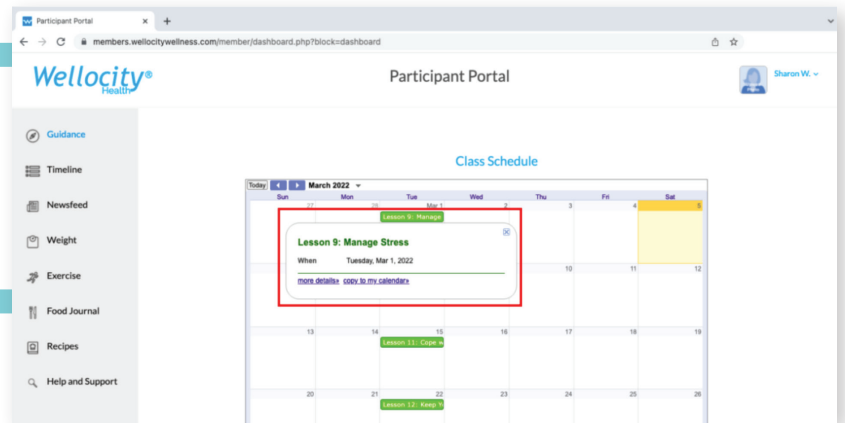 Participant Portal
members.wellocitywellness.com/member/dashboard.php?block=dashboard
Wellocity®
Health
Participant Portal
Sharon W.
Guidance
Timeline
Newsfeed
Weight
Exercise
Food Journal
Recipes
Help and Support
Class Schedule
Today March 2022
Sun Mon Tue Wed Thu Fri Sat
27 28 Mar 1 2 3 4 5
Lesson 9: Manage
Lesson 9: Manage Stress
When Tuesday, Mar 1, 2022
more details» copy to my calendar»
10 11 12
13 14 15 16 17 18 19
Lesson 11: Cope w
20 21 22 23 24 25 26
Lesson 12: Keep Y